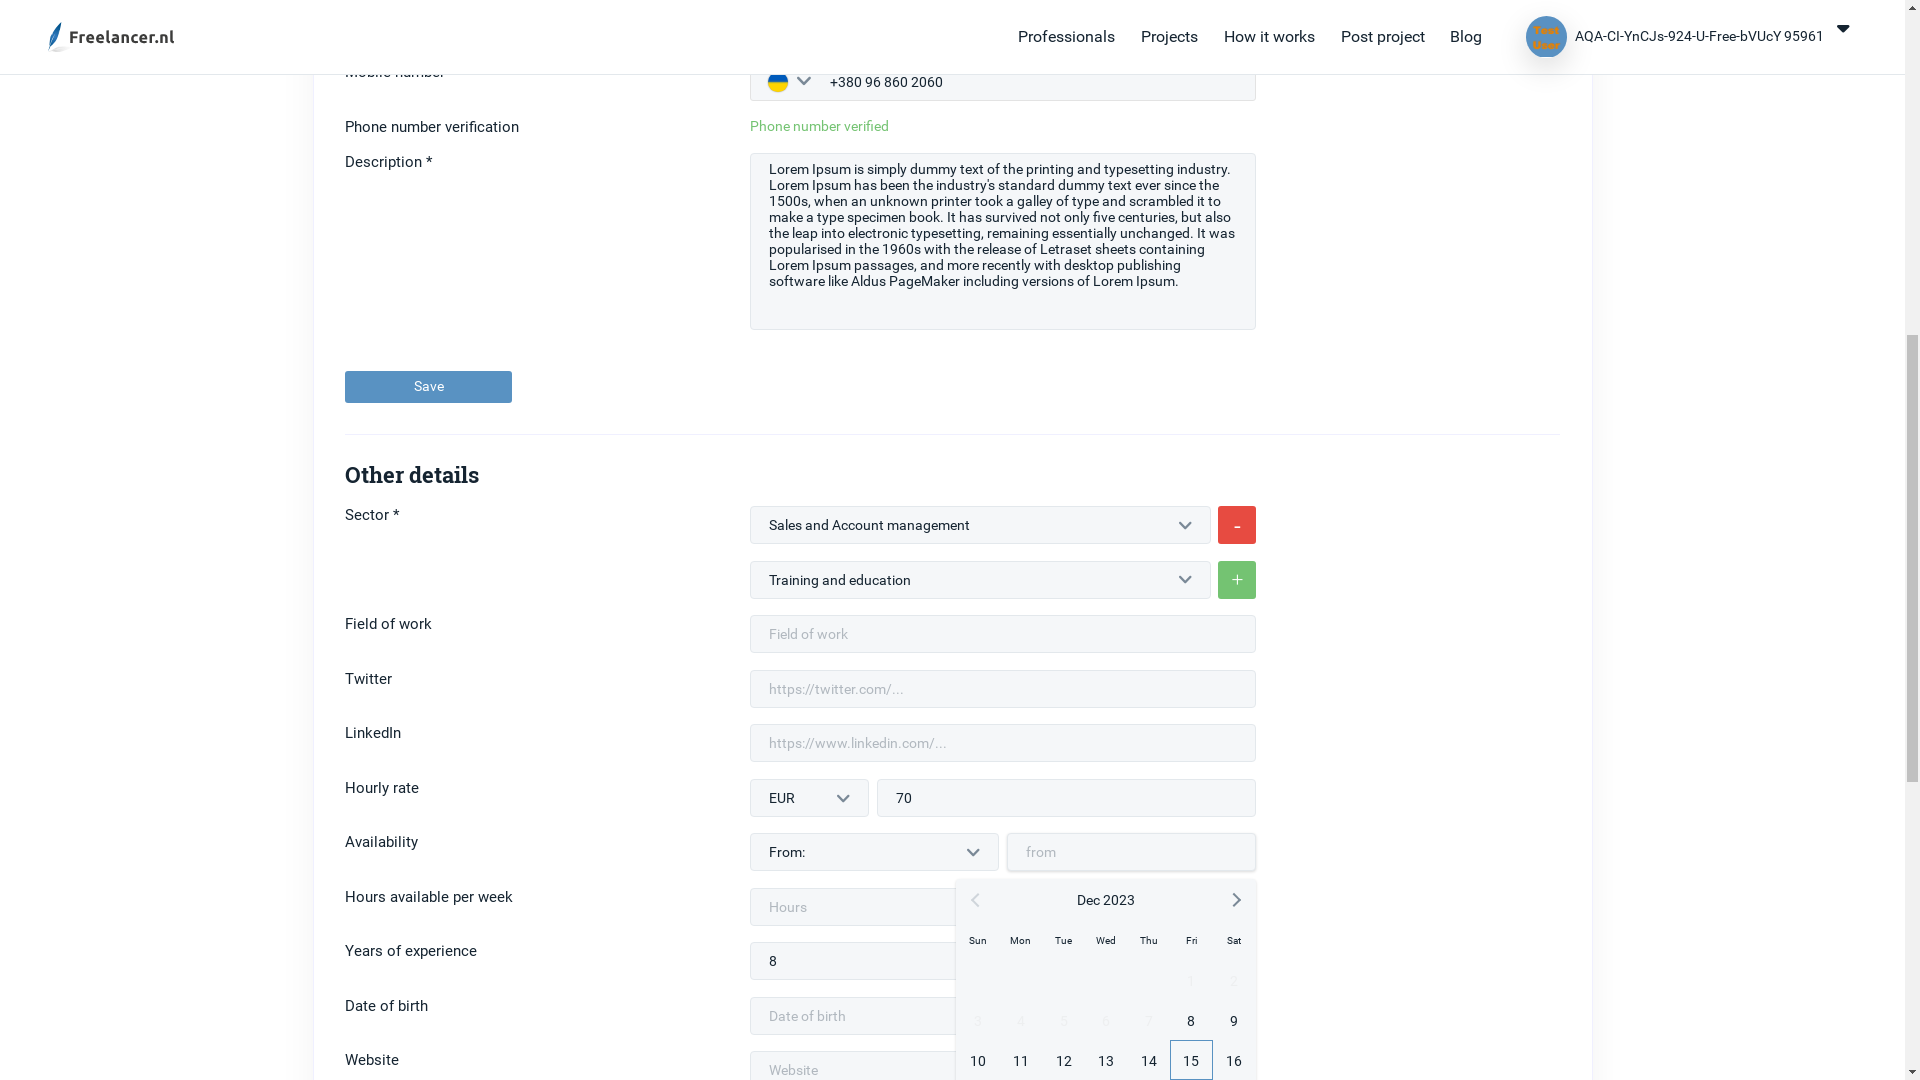 Freelancer.nl
Professionals
Projects
How it works
Post project
Blog
Test
User
AQA-CI-YnCJs-924-U-Free-bVUcY 95961
Mobile number
+380 96 860 2060
Phone number verification
Phone number verified
Description *
Lorem Ipsum is simply dummy text of the printing and typesetting industry.
Lorem Ipsum has been the industry's standard dummy text ever since the
1500s, when an unknown printer took a galley of type and scrambled it to
make a type specimen book. It has survived not only five centuries, but also
the leap into electronic typesetting, remaining essentially unchanged. It was
popularised in the 1960s with the release of Letraset sheets containing
Lorem Ipsum passages, and more recently with desktop publishing
software like Aldus PageMaker including versions of Lorem Ipsum.
Save
Other details
Sector *
Sales and Account management
-
Training and education
+
Field of work
Field of work
Twitter
https://twitter.com/...
LinkedIn
https://www.linkedin.com/...
Hourly rate
EUR
70
Availability
From:
from
Hours available per week
Hours
Dec 2023
Sun Mon Tue Wed Thu Fri Sat
1 2
3 4 5 6 7 8 9
10 11 12 13 14 15 16
Years of experience
8
Date of birth
Date of birth
Website
Website